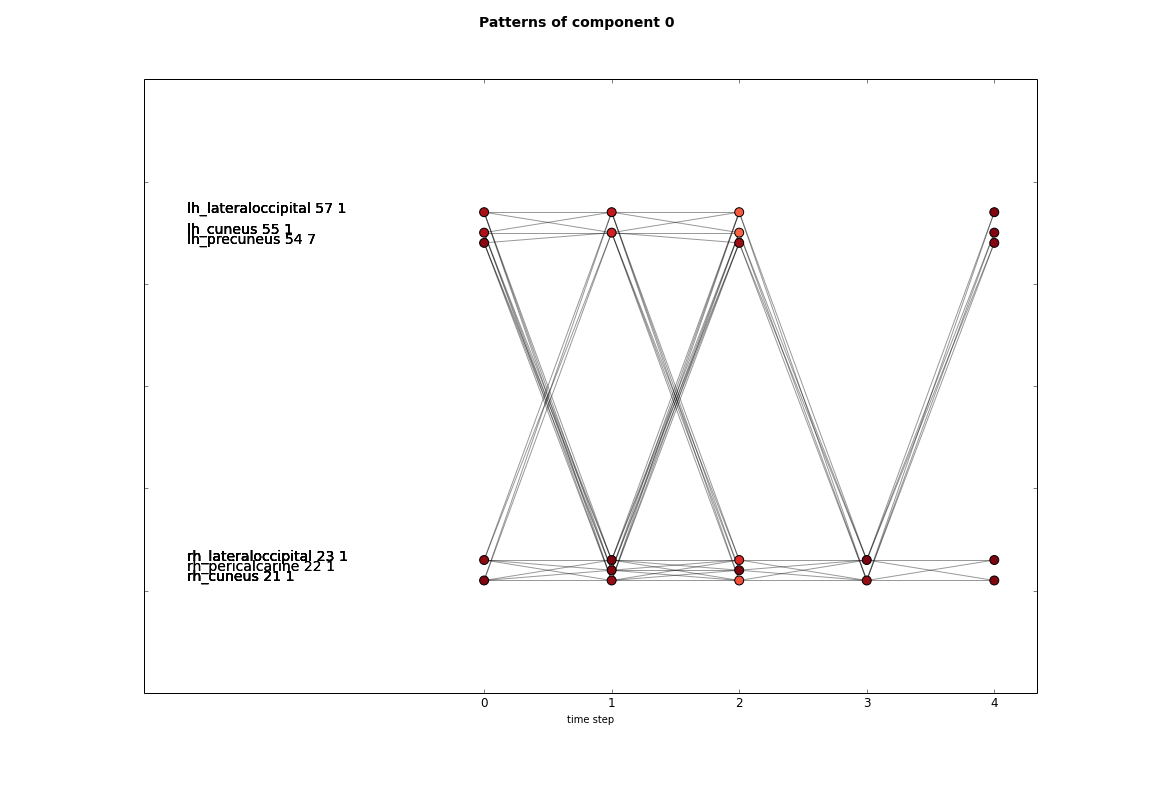 Patterns of component 0
lh_lateraloccipital 57 1
lh_cuneus 55 1
lh_precuneus 54 7
rh_lateraloccipital 23 1
rh_pericalcarine 22 1
rh_cuneus 21 1
0 1 2 3 4
time step